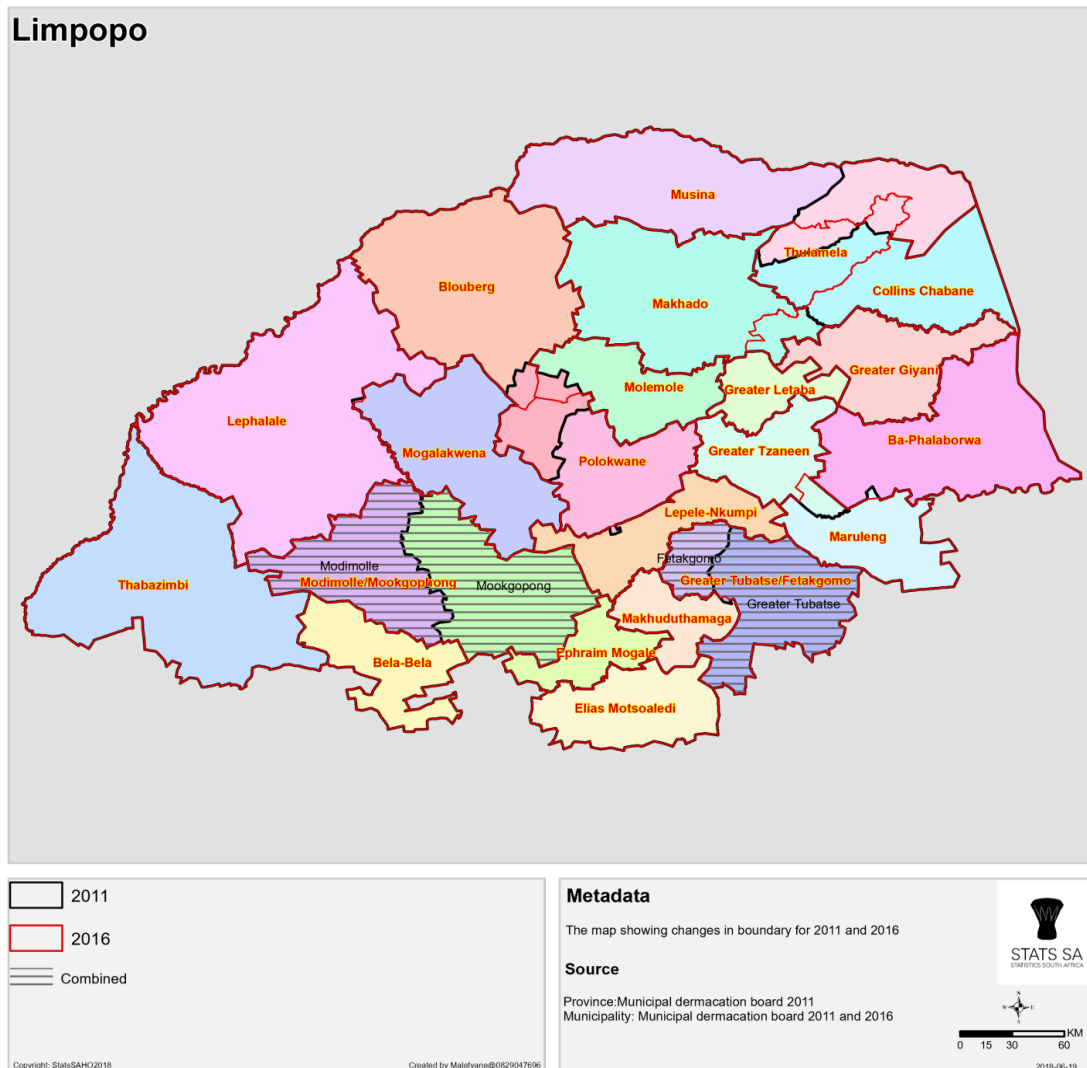 Limpopo
Musina
Thulamela
Blouberg
Collins Chabane
Makhado
Greater Giyani
Molemole
Greater Letaba
Lephalale
Ba-Phalaborwa
Mogalakwena
Greater Tzaneen
Polokwane
Lepele-Nkumpi
Maruleng
Fetakgomo
Modimolle
Modimolle/Mookgophong
Mookgopong
Greater Tubatse/Fetakgomo
Thabazimbi
Greater Tubatse
Makhuduthamaga
Ephraim Mogale
Bela-Bela
Elias Motsoaledi
2011
2016
Combined
Copyright: StatsSAHO2018
Created by Malefyane@0829047696
Metadata
The map showing changes in boundary for 2011 and 2016
Source
Province:Municipal dermacation board 2011
Municipality: Municipal dermacation board 2011 and 2016
STATS SA
STATISTICS SOUTH AFRICA
N
W E
S
KM
0 15 30 60
2018-06-19